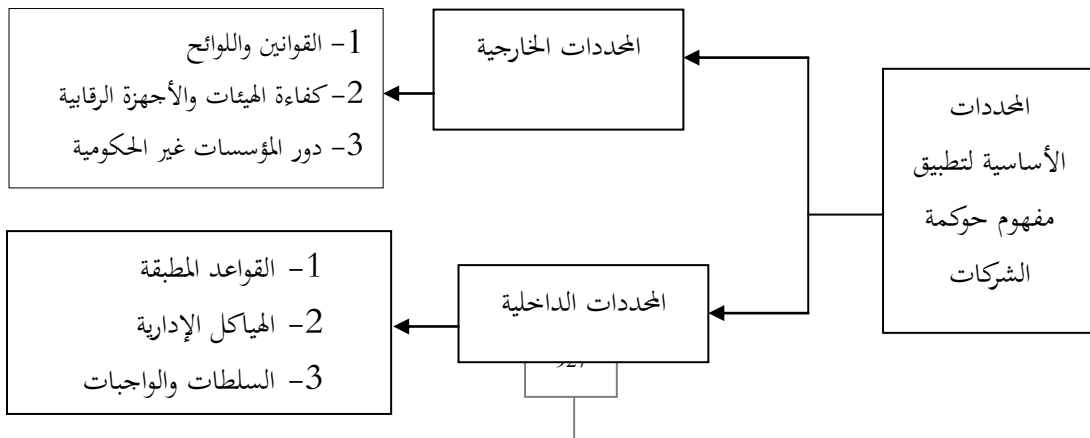 المحددات
الأساسية لتطبيق
مفهوم حوكمة
الشركات
المحددات الخارجية
1- القوانين واللوائح
2- كفاءة الهيئات والأجهزة الرقابية
3- دور المؤسسات غير الحكومية
المحددات الداخلية
1- القواعد المطبقة
2- الهياكل الإدارية
3- السلطات والواجبات